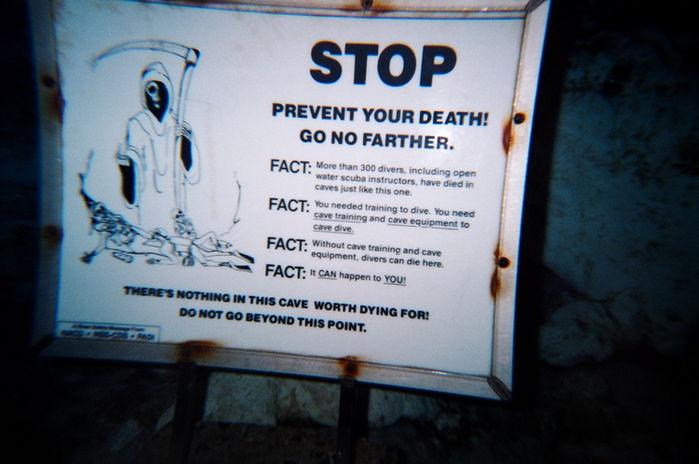 STOP
PREVENT YOUR DEATH!
GO NO FARTHER.
FACT: More than 300 divers, including open
water scuba instructors, have died in
caves just like this one.
FACT: You needed training to dive. You need
cave training and cave equipment to
cave dive.
FACT: Without cave training and cave
equipment, divers can die here.
FACT: It CAN happen to YOU!
THERE'S NOTHING IN THIS CAVE WORTH DYING FOR!
DO NOT GO BEYOND THIS POINT.
A Diver Safety Message From
NACD • NSS-CDS • PADI